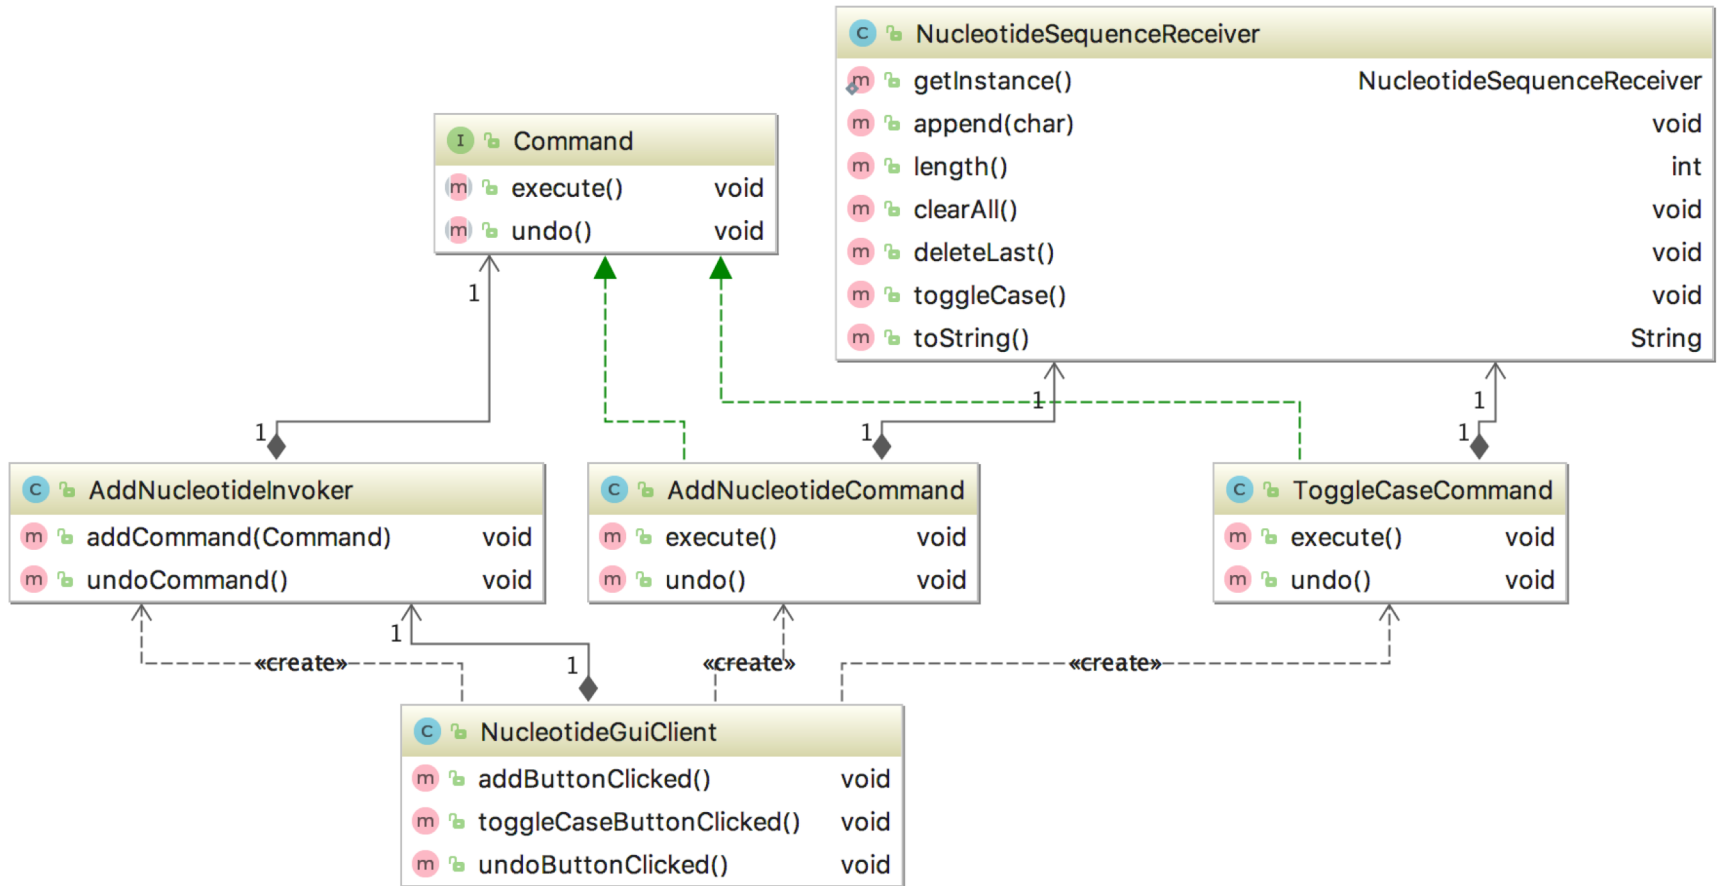 C NucleotideSequenceReceiver
m getInstance() NucleotideSequenceReceiver
m append(char) void
m length() int
m clearAll() void
m deleteLast() void
m toggleCase() void
m toString() String
I Command
m execute() void
m undo() void
1
1
1
1
1
1
C AddNucleotideInvoker
m addCommand(Command) void
m undoCommand() void
C AddNucleotideCommand
m execute() void
m undo() void
C ToggleCaseCommand
m execute() void
m undo() void
1
1
«create»
«create»
«create»
C NucleotideGuiClient
m addButtonClicked() void
m toggleCaseButtonClicked() void
m undoButtonClicked() void